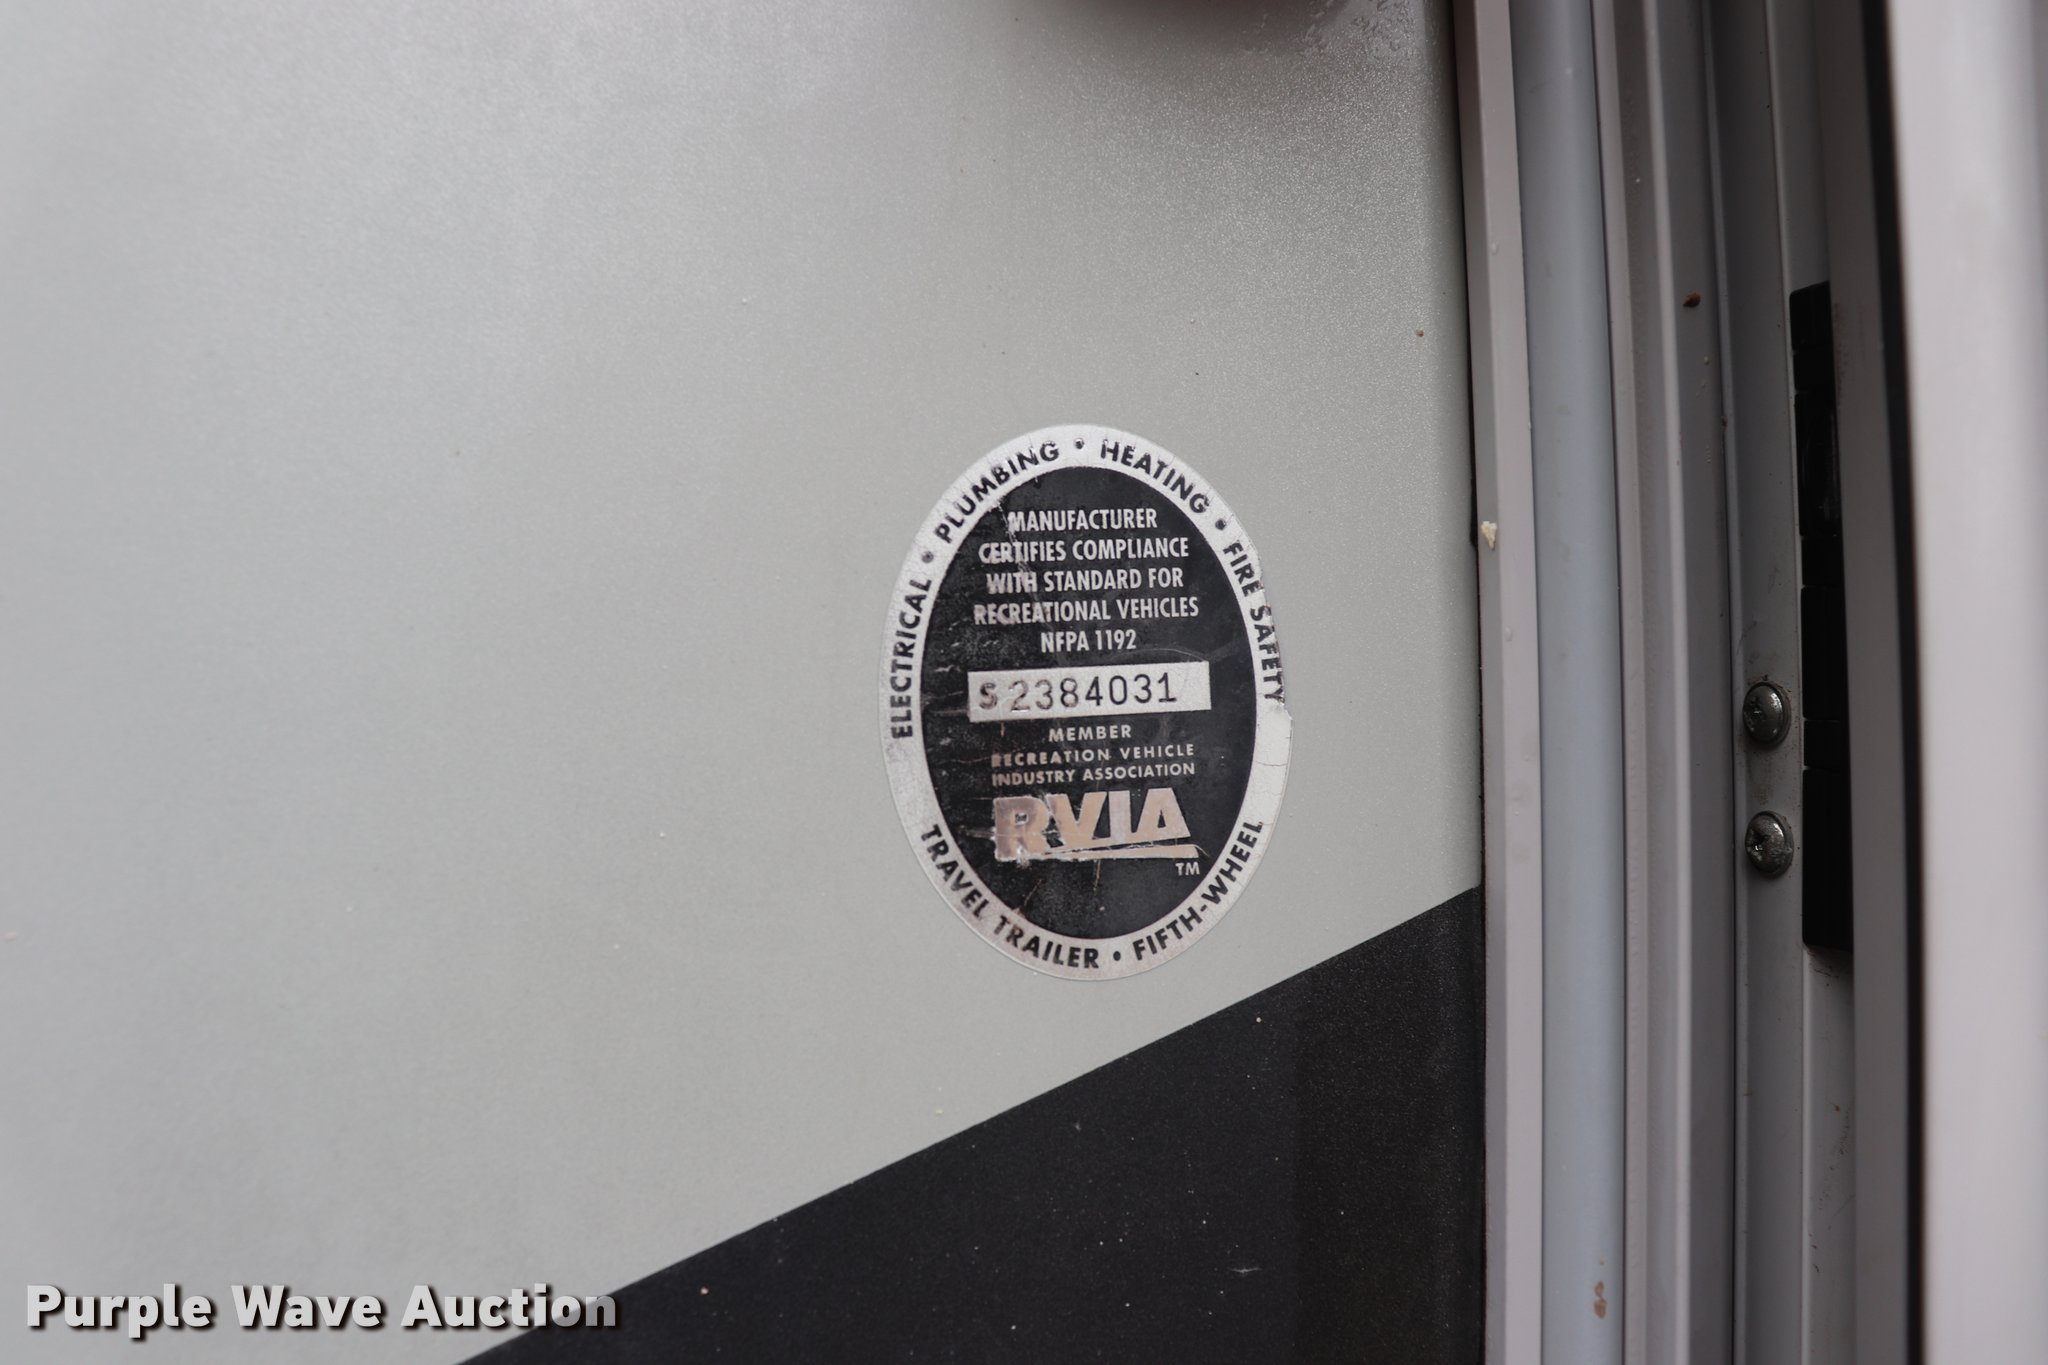 ELECTRICAL • PLUMBING • HEATING • FIRE SAFETY
MANUFACTURER
CERTIFIES COMPLIANCE
WITH STANDARD FOR
RECREATIONAL VEHICLES
NFPA 1192
S 2384031
MEMBER
RECREATION VEHICLE
INDUSTRY ASSOCIATION
RVIA
TM
TRAVEL TRAILER • FIFTH-WHEEL
Purple Wave Auction